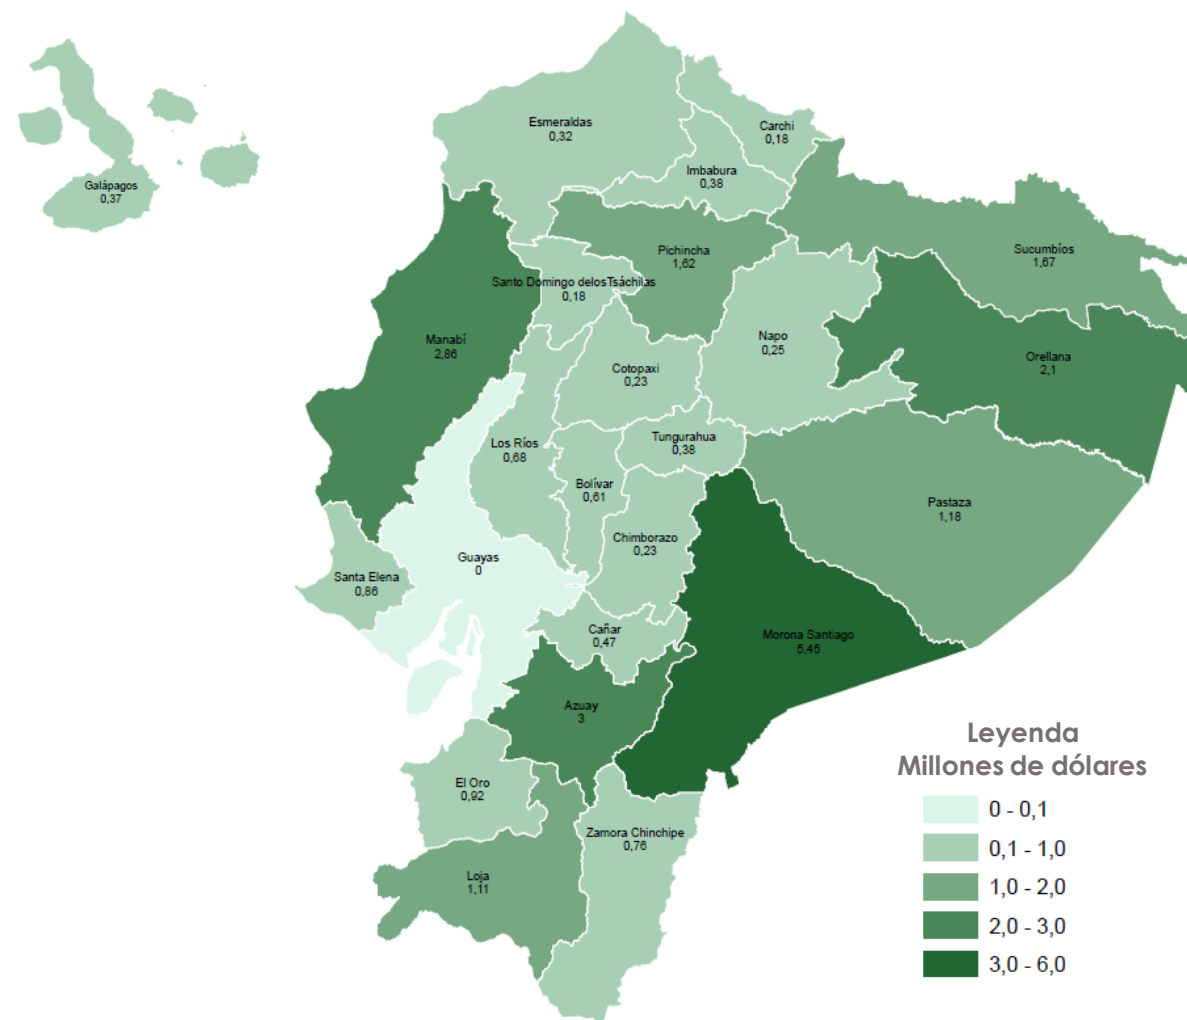 Esmeraldas
0,32
Carchi
0,18
Imbabura
0,38
Galápagos
0,37
Pichincha
1,62
Sucumbíos
1,67
Santo Domingo delosTsáchilas
0,18
Manabí
2,86
Napo
0,25
Orellana
2,1
Cotopaxi
0,23
Los Ríos
0,68
Tungurahua
0,38
Bolívar
0,61
Pastaza
1,18
Chimborazo
0,23
Guayas
0
Santa Elena
0,86
Cañar
0,47
Morona Santiago
5,45
Azuay
3
El Oro
0,92
Zamora Chinchipe
0,76
Loja
1,11
Leyenda
Millones de dólares
0 - 0,1
0,1 - 1,0
1,0 - 2,0
2,0 - 3,0
3,0 - 6,0